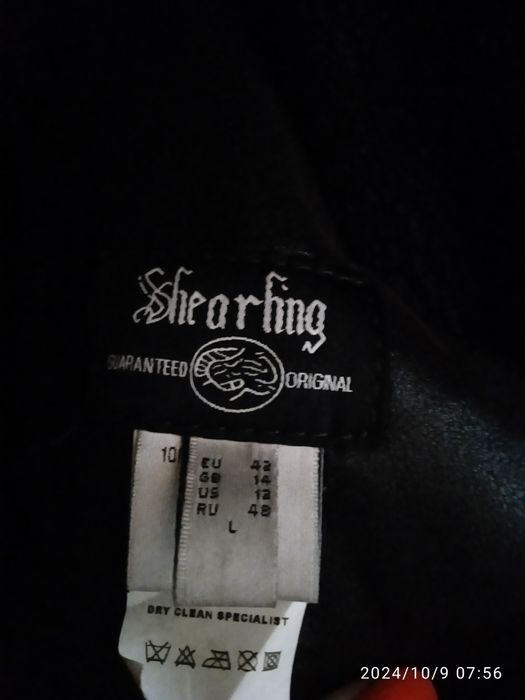 Shearling
GUARANTEED ORIGINAL
10
EU 42
GB 14
US 12
RU 48
L
DRY CLEAN SPECIALIST
2024/10/9 07:56